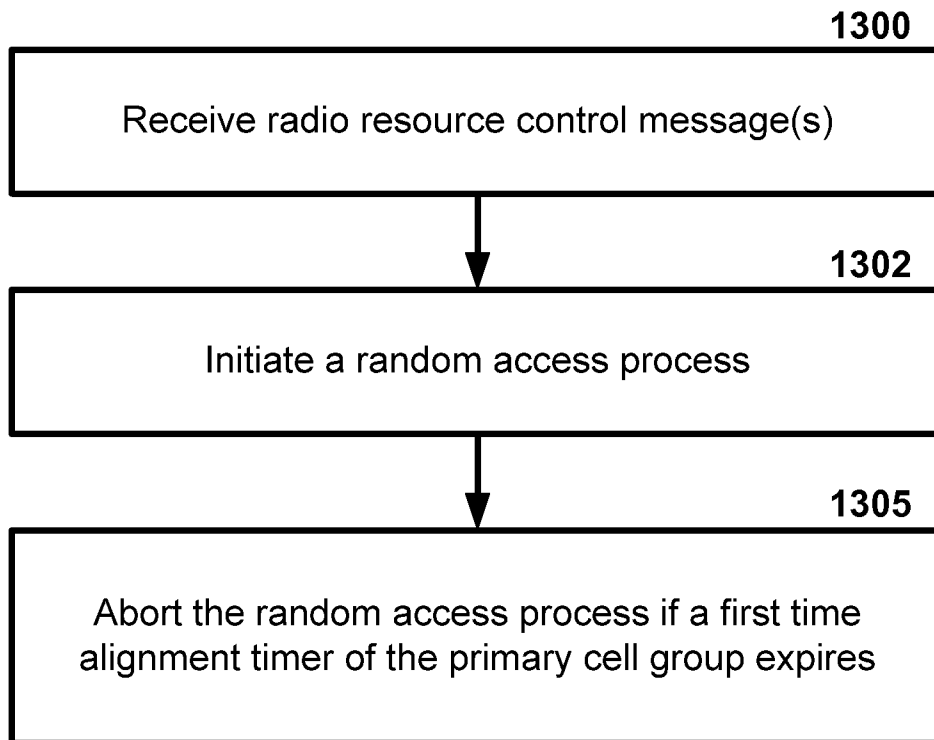 1300
Receive radio resource control message(s)
1302
Initiate a random access process
1305
Abort the random access process if a first time
alignment timer of the primary cell group expires